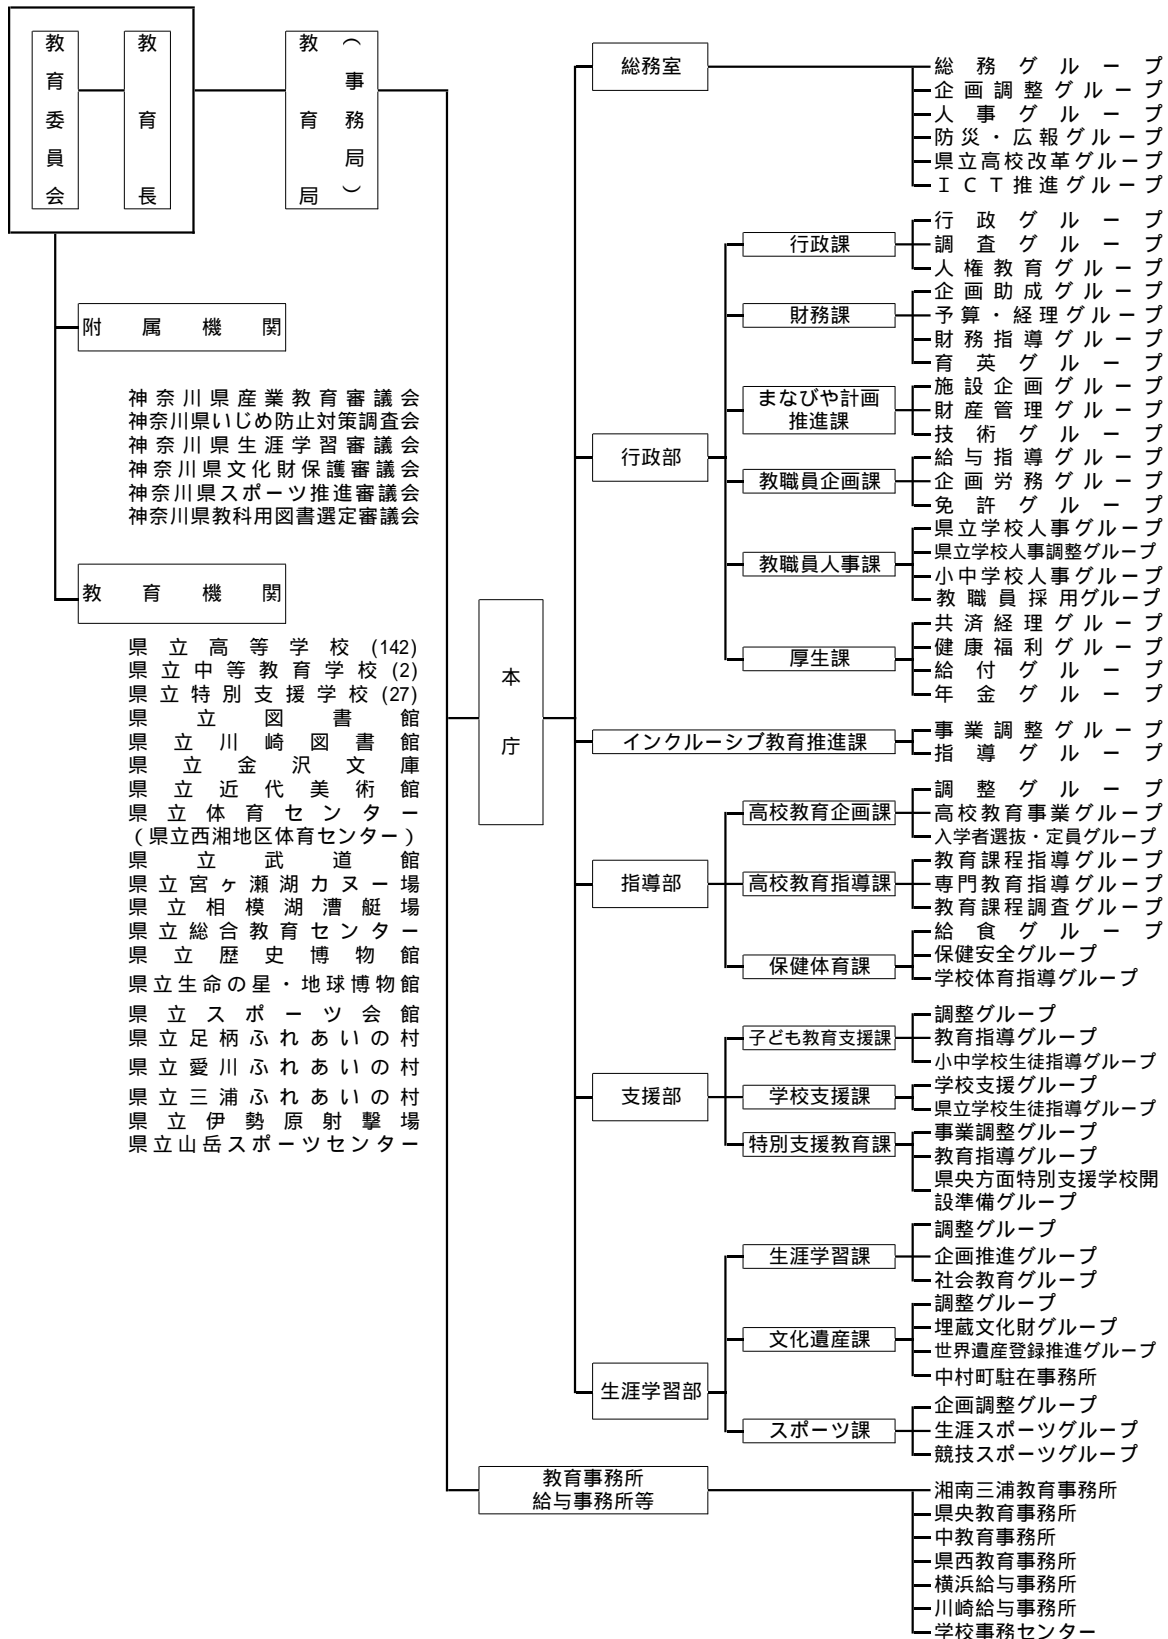 教育委員会
教育長
教育局
（事務局）
附属機関
神奈川県産業教育審議会
神奈川県いじめ防止対策調査会
神奈川県生涯学習審議会
神奈川県文化財保護審議会
神奈川県スポーツ推進審議会
神奈川県教科用図書選定審議会
教育機関
県立高等学校(142)
県立中等教育学校(2)
県立特別支援学校(27)
県立図書館
県立川崎図書館
県立金沢文庫
県立近代美術館
県立体育センター
(県立西湘地区体育センター)
県立武道館
県立宮ヶ瀬湖カヌー場
県立相模湖漕艇場
県立総合教育センター
県立歴史博物館
県立生命の星・地球博物館
県立スポーツ会館
県立足柄ふれあいの村
県立愛川ふれあいの村
県立三浦ふれあいの村
県立伊勢原射撃場
県立山岳スポーツセンター
本庁
総務室
総務グループ
企画調整グループ
人事グループ
防災・広報グループ
県立高校改革グループ
ＩＣＴ推進グループ
行政部
行政課
行政グループ
調査グループ
人権教育グループ
財務課
企画助成グループ
予算・経理グループ
財務指導グループ
育英グループ
まなびや計画
推進課
施設企画グループ
財産管理グループ
技術グループ
教職員企画課
給与指導グループ
企画労務グループ
免許グループ
教職員人事課
県立学校人事グループ
県立学校人事調整グループ
小中学校人事グループ
教職員採用グループ
厚生課
共済経理グループ
健康福利グループ
給付グループ
年金グループ
インクルーシブ教育推進課
事業調整グループ
指導グループ
指導部
高校教育企画課
調整グループ
高校教育事業グループ
入学者選抜・定員グループ
高校教育指導課
教育課程指導グループ
専門教育指導グループ
教育課程調査グループ
保健体育課
給食グループ
保健安全グループ
学校体育指導グループ
支援部
子ども教育支援課
調整グループ
教育指導グループ
小中学校生徒指導グループ
学校支援課
学校支援グループ
県立学校生徒指導グループ
特別支援教育課
事業調整グループ
教育指導グループ
県央方面特別支援学校開
設準備グループ
生涯学習部
生涯学習課
調整グループ
企画推進グループ
社会教育グループ
文化遺産課
調整グループ
埋蔵文化財グループ
世界遺産登録推進グループ
中村町駐在事務所
スポーツ課
企画調整グループ
生涯スポーツグループ
競技スポーツグループ
教育事務所
給与事務所等
湘南三浦教育事務所
県央教育事務所
中教育事務所
県西教育事務所
横浜給与事務所
川崎給与事務所
学校事務センター